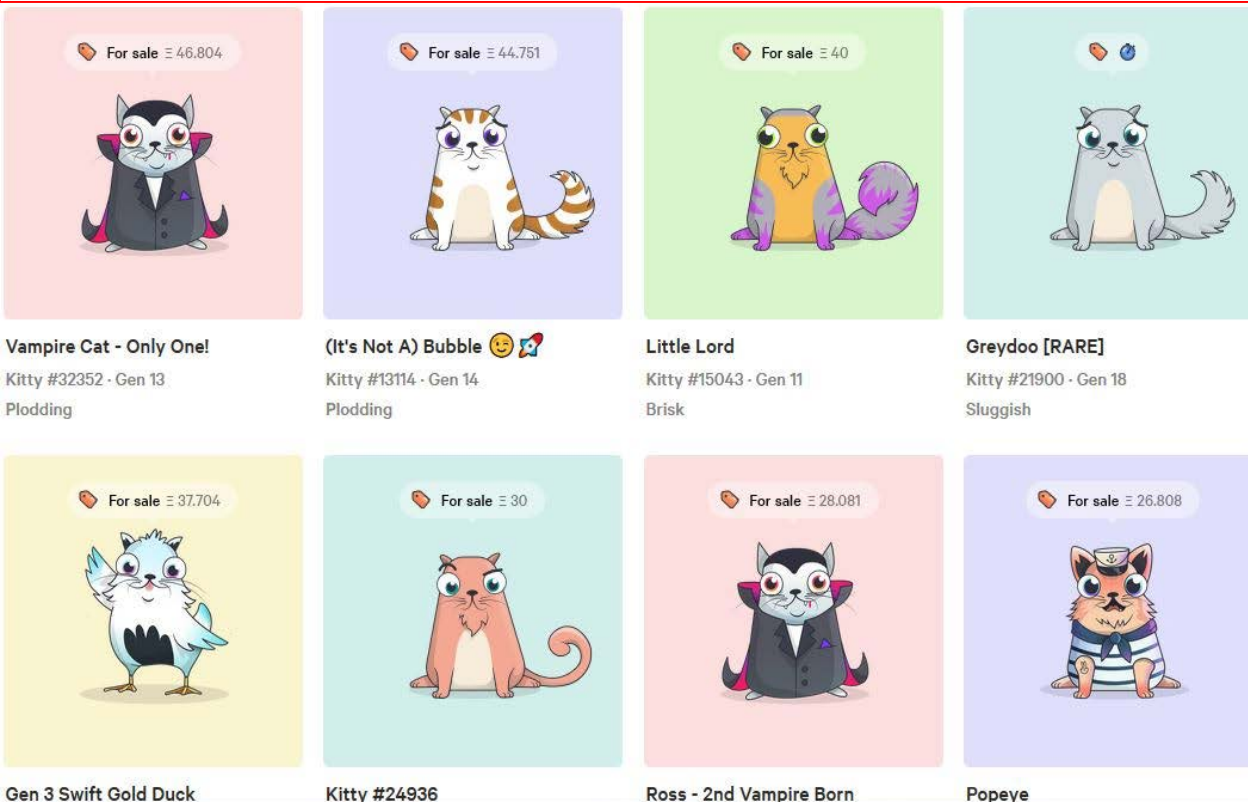 For sale Ξ 46.804
For sale Ξ 44.751
For sale Ξ 40
Vampire Cat - Only One!
Kitty #32352 · Gen 13
Plodding
(It's Not A) Bubble 😉🚀
Kitty #13114 · Gen 14
Plodding
Little Lord
Kitty #15043 · Gen 11
Brisk
Greydoo [RARE]
Kitty #21900 · Gen 18
Sluggish
For sale Ξ 37.704
For sale Ξ 30
For sale Ξ 28.081
For sale Ξ 26.808
Gen 3 Swift Gold Duck
Kitty #24936
Ross - 2nd Vampire Born
Popeye